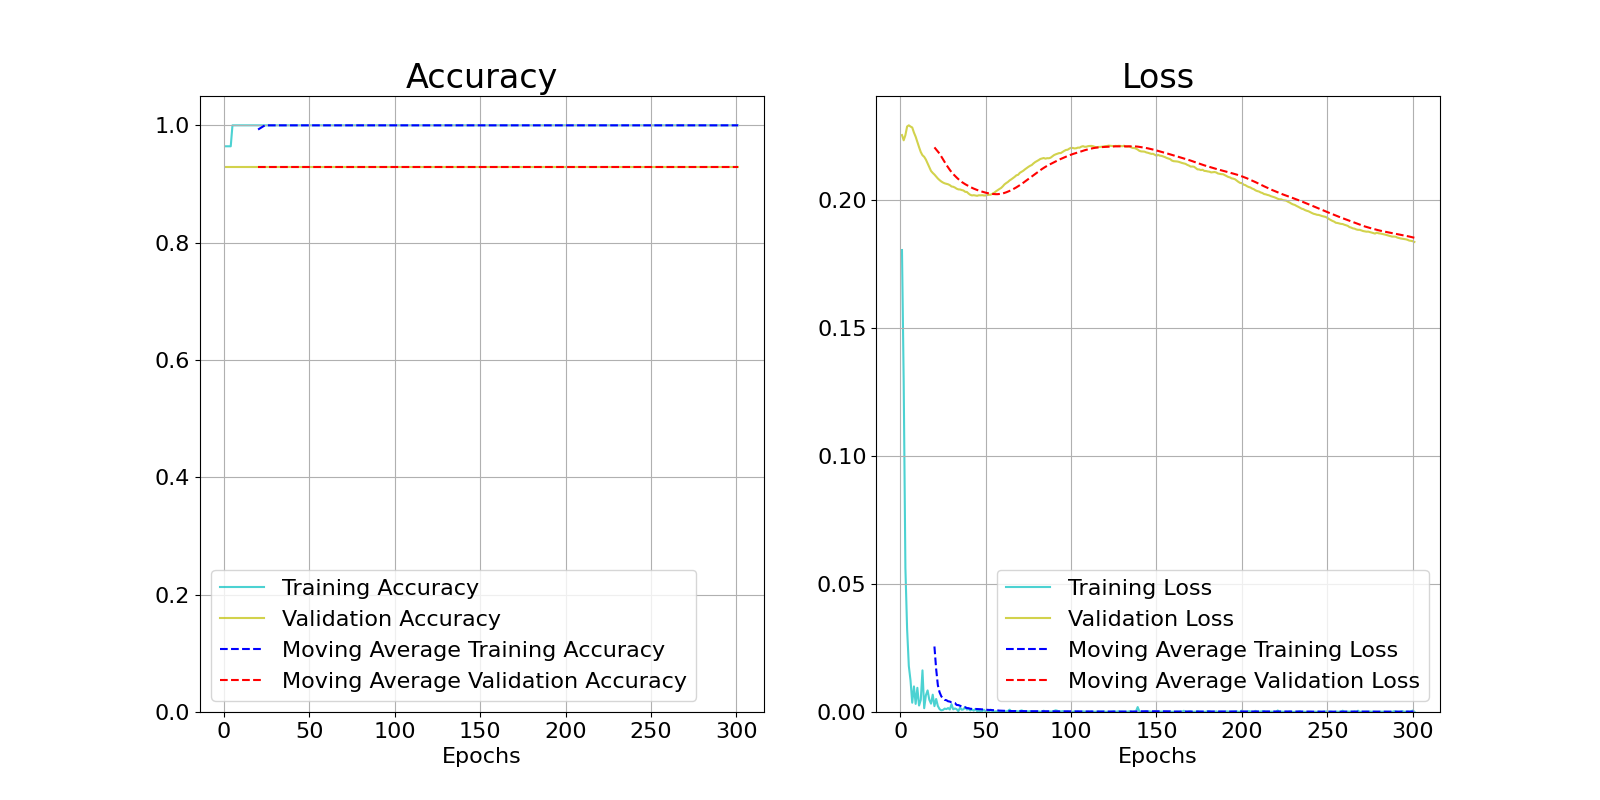 Accuracy
1.0
0.8
0.6
0.4
0.2
0.0
Training Accuracy
Validation Accuracy
Moving Average Training Accuracy
Moving Average Validation Accuracy
0 50 100 150 200 250 300
Epochs
Loss
0.20
0.15
0.10
0.05
0.00
Training Loss
Validation Loss
Moving Average Training Loss
Moving Average Validation Loss
0 50 100 150 200 250 300
Epochs